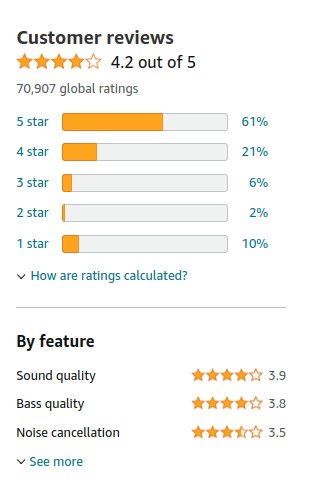 Customer reviews
4.2 out of 5
70,907 global ratings
5 star 61%
4 star 21%
3 star 6%
2 star 2%
1 star 10%
How are ratings calculated?
By feature
Sound quality 3.9
Bass quality 3.8
Noise cancellation 3.5
See more